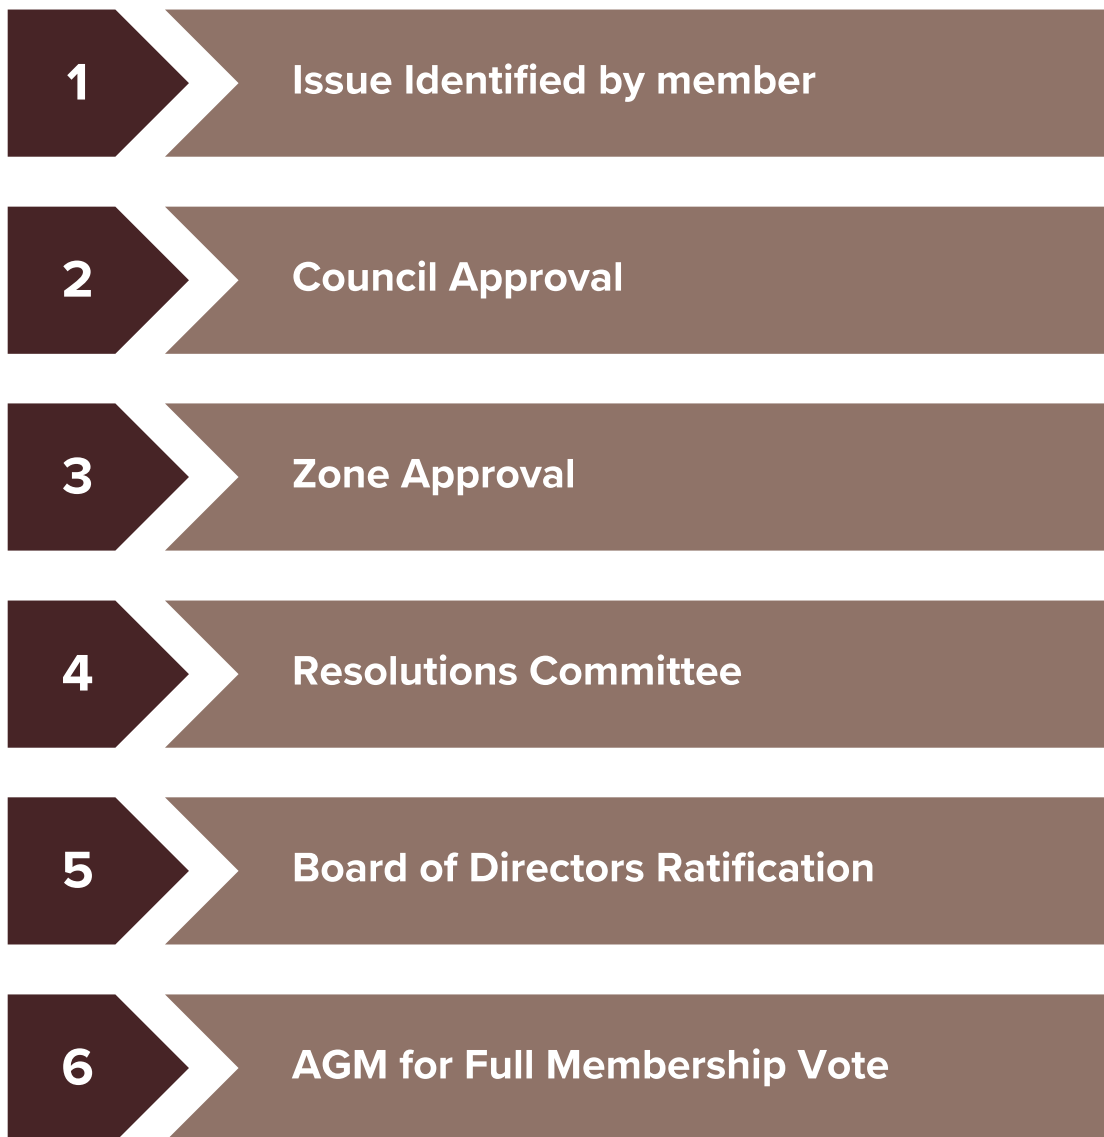 1
Issue Identified by member
2
Council Approval
3
Zone Approval
4
Resolutions Committee
5
Board of Directors Ratification
6
AGM for Full Membership Vote